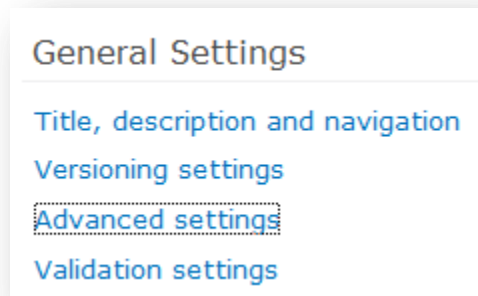 General Settings
Title, description and navigation
Versioning settings
Advanced settings
Validation settings